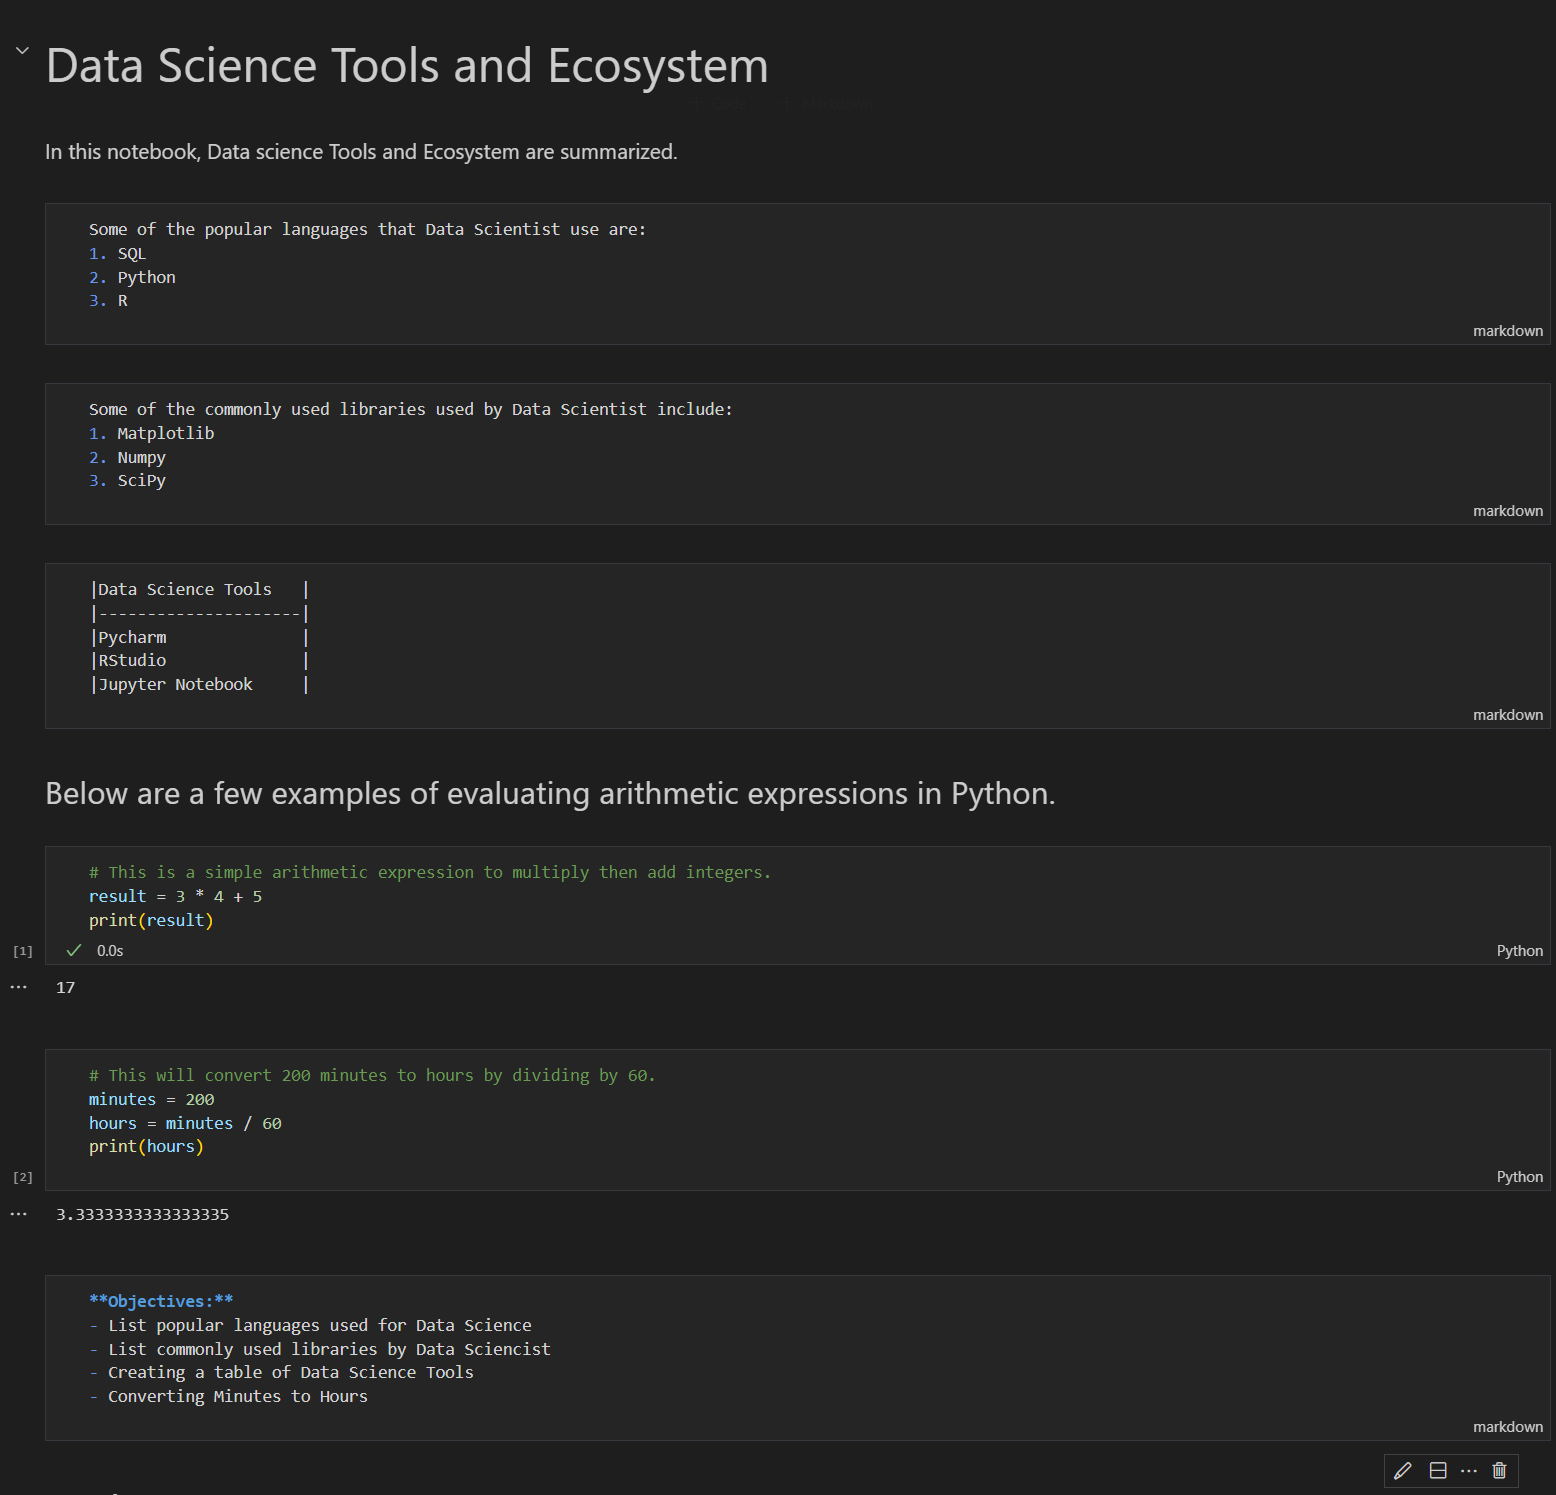 Data Science Tools and Ecosystem
In this notebook, Data science Tools and Ecosystem are summarized.
Some of the popular languages that Data Scientist use are:
1. SQL
2. Python
3. R
markdown
Some of the commonly used libraries used by Data Scientist include:
1. Matplotlib
2. Numpy
3. SciPy
markdown
|Data Science Tools   |
|---------------------|
|Pycharm              |
|RStudio              |
|Jupyter Notebook     |
markdown
Below are a few examples of evaluating arithmetic expressions in Python.
# This is a simple arithmetic expression to multiply then add integers.
result = 3 * 4 + 5
print(result)
[1] 0.0s Python
17
# This will convert 200 minutes to hours by dividing by 60.
minutes = 200
hours = minutes / 60
print(hours)
[2] Python
3.3333333333333335
**Objectives:**
- List popular languages used for Data Science
- List commonly used libraries by Data Sciencist
- Creating a table of Data Science Tools
- Converting Minutes to Hours
markdown